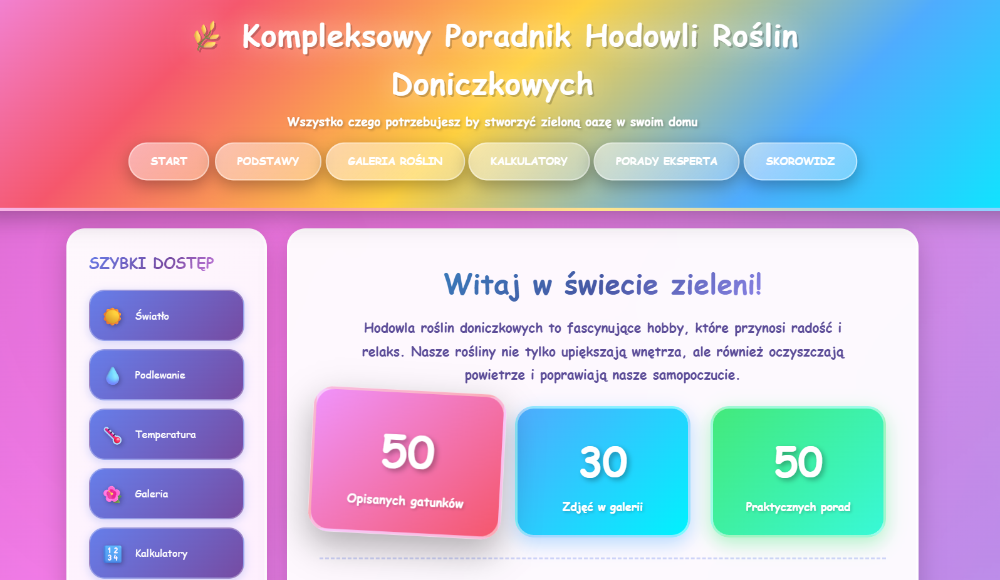 Kompleksowy Poradnik Hodowli Roślin
Doniczkowych
Wszystko czego potrzebujesz by stworzyć zieloną oazę w swoim domu
START
PODSTAWY
GALERIA ROŚLIN
KALKULATORY
PORADY EKSPERTA
SKOROWIDZ
SZYBKI DOSTĘP
Światło
Podlewanie
Temperatura
Galeria
Kalkulatory
Witaj w świecie zieleni!
Hodowla roślin doniczkowych to fascynujące hobby, które przynosi radość i
relaks. Nasze rośliny nie tylko upiększają wnętrza, ale również oczyszczają
powietrze i poprawiają nasze samopoczucie.
50
Opisanych gatunków
30
Zdjęć w galerii
50
Praktycznych porad